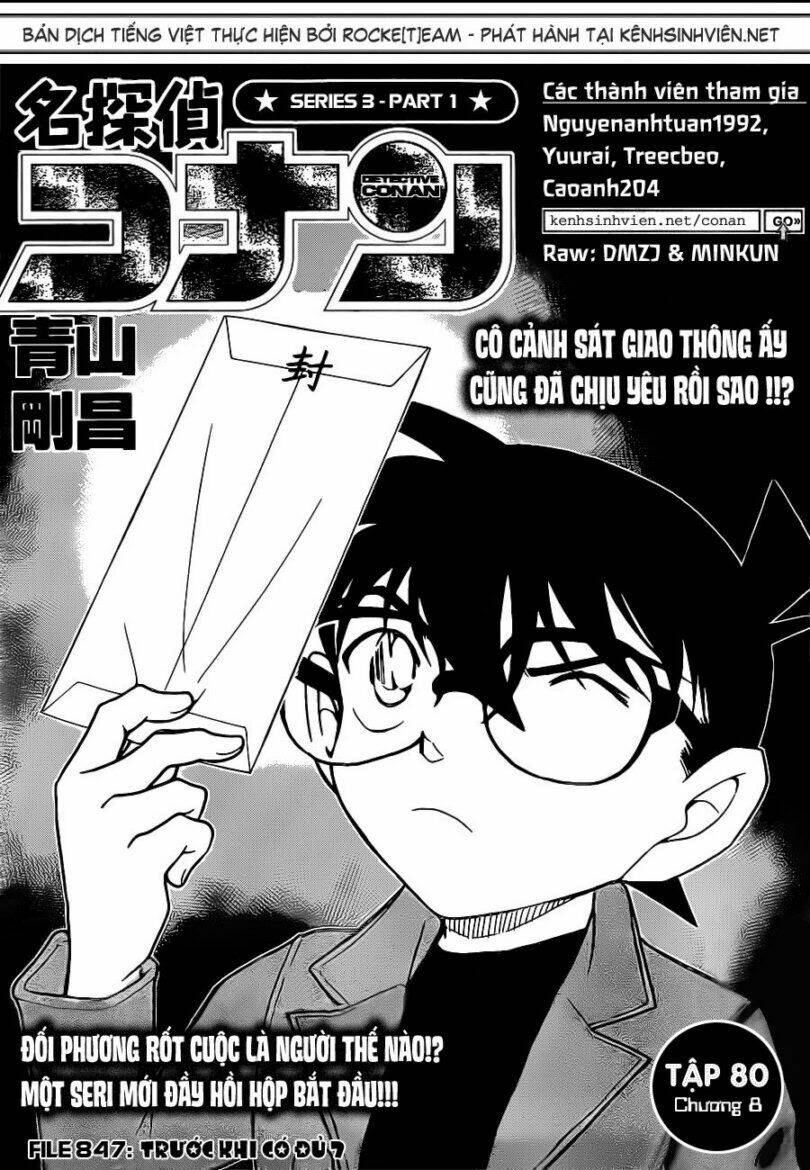 BẢN DỊCH TIẾNG VIỆT THỰC HIỆN BỞI ROCKE[T]EAM - PHÁT HÀNH TẠI KÊNHSINHVIÊN.NET
名探偵
★ SERIES 3 - PART 1 ★
コナン
DETECTIVE
CONAN
Các thành viên tham gia
Nguyenanhtuan1992,
Yuurai, Treecbeo,
Caoanh204
kenhsinhvien.net/conan GO»
Raw: DMZJ & MINKUN
青山
剛昌
封
CÔ CẢNH SÁT GIAO THÔNG ẤY
CŨNG ĐÃ CHỊU YÊU RỒI SAO !!?
ĐỐI PHƯƠNG RỐT CUỘC LÀ NGƯỜI THẾ NÀO!?
MỘT SERI MỚI ĐẦY HỒI HỘP BẮT ĐẦU!!!
TẬP 80
Chương 8
FILE 847: TRƯỚC KHI CÓ ĐỦ 7